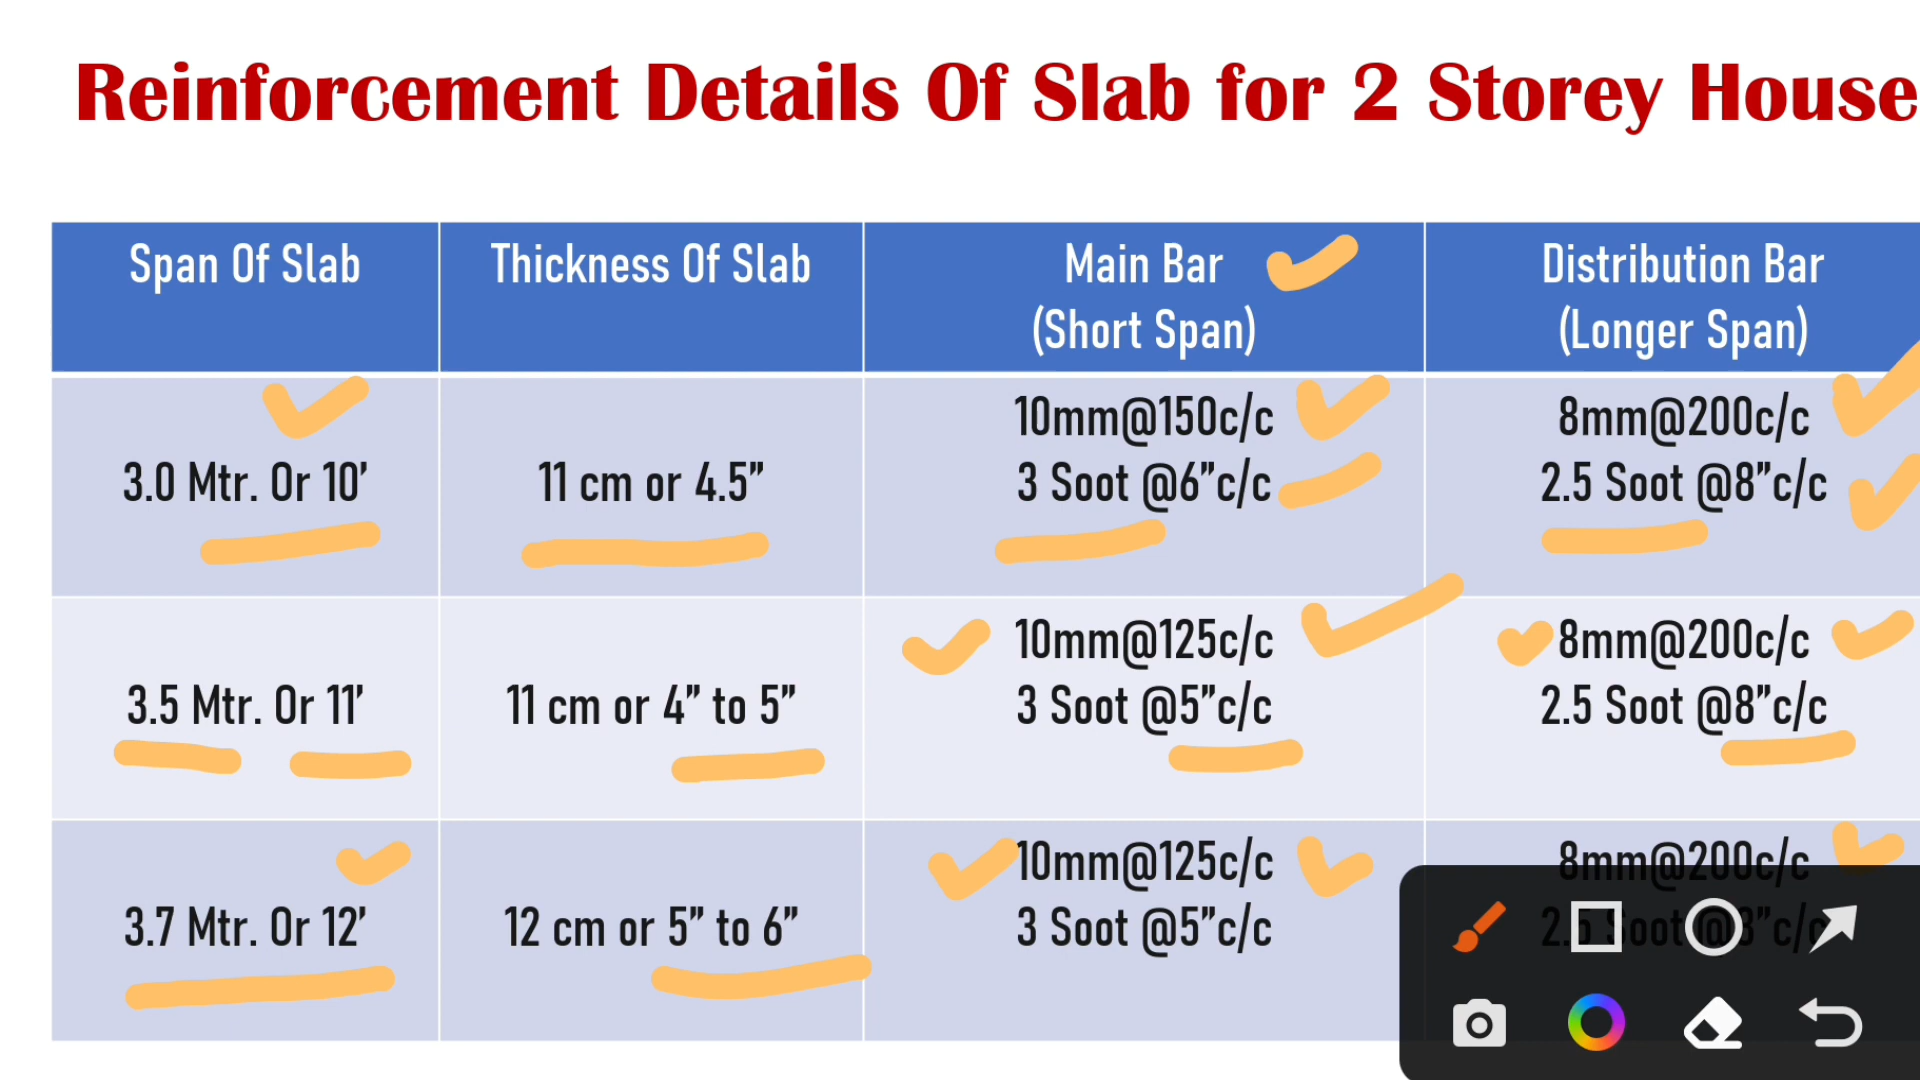 Reinforcement Details Of Slab for 2 Storey House
Span Of Slab
Thickness Of Slab
Main Bar
(Short Span)
Distribution Bar
(Longer Span)
3.0 Mtr. Or 10’
11 cm or 4.5”
10mm@150c/c
3 Soot @6”c/c
8mm@200c/c
2.5 Soot @8”c/c
3.5 Mtr. Or 11’
11 cm or 4” to 5”
10mm@125c/c
3 Soot @5”c/c
8mm@200c/c
2.5 Soot @8”c/c
3.7 Mtr. Or 12’
12 cm or 5” to 6”
10mm@125c/c
3 Soot @5”c/c
8mm@200c/c
2.5 Soot